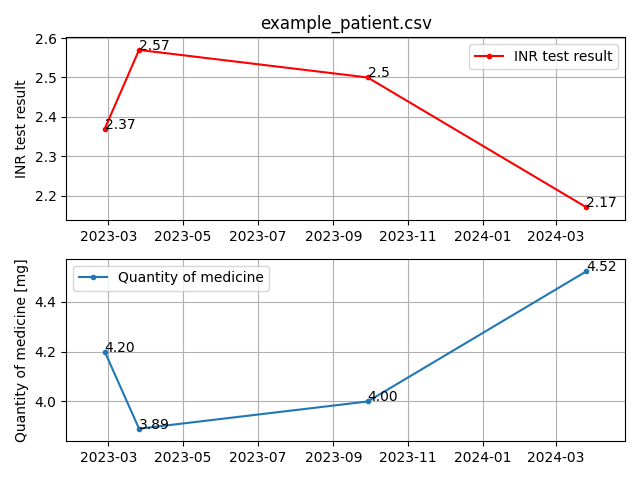 example_patient.csv
INR test result
2.6
2.5
2.4
2.3
2.2
INR test result
2.37
2.57
2.5
2.17
2023-03 2023-05 2023-07 2023-09 2023-11 2024-01 2024-03
Quantity of medicine [mg]
4.4
4.2
4.0
Quantity of medicine
4.20
3.89
4.00
4.52
2023-03 2023-05 2023-07 2023-09 2023-11 2024-01 2024-03